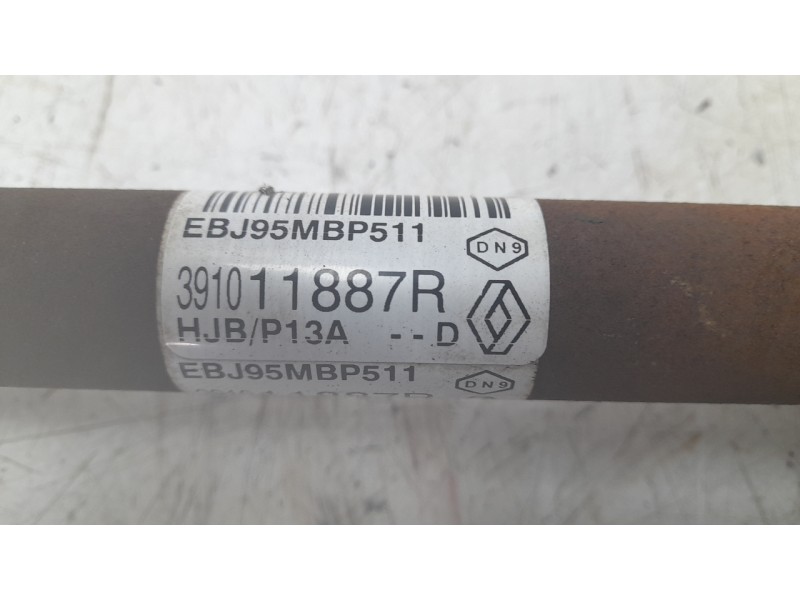 EBJ95MBP511
DN9
391011887R
HJB/P13A --D
EBJ95MBP511
DN9